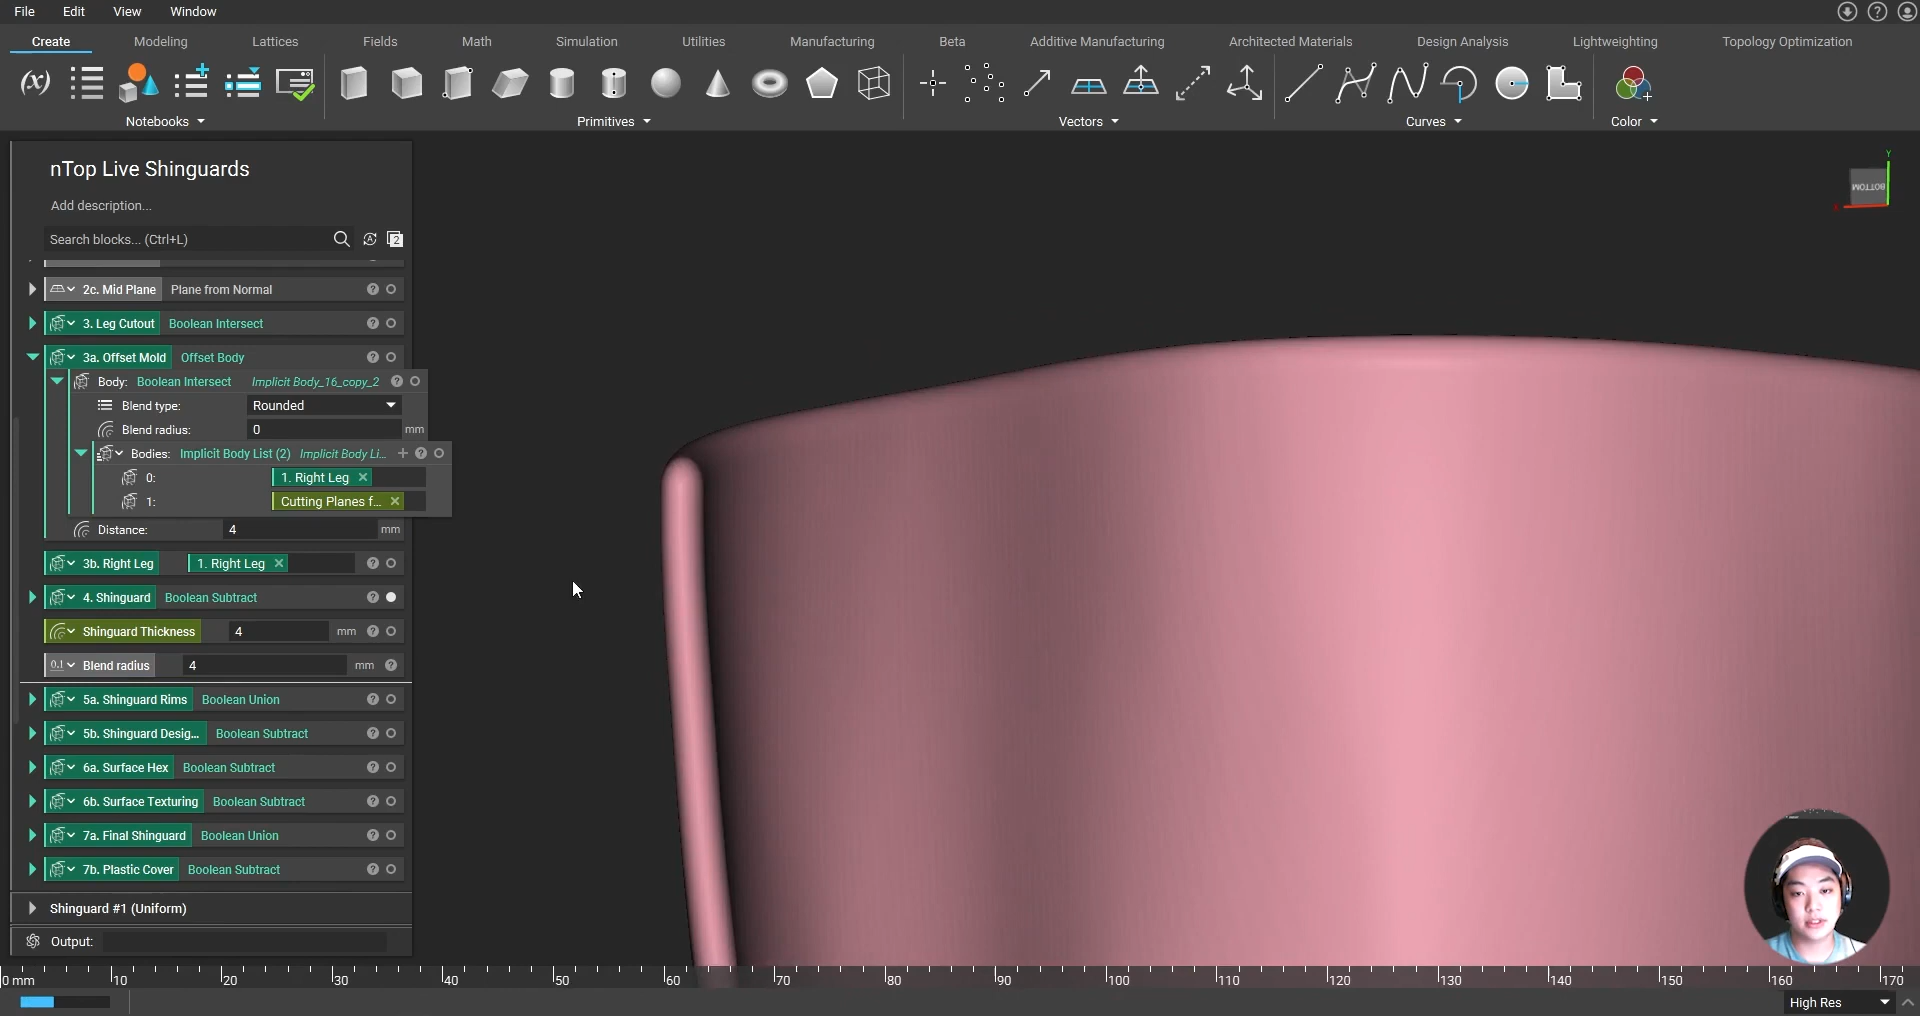 File Edit View Window
Create Modeling Lattices Fields Math Simulation Utilities Manufacturing Beta Additive Manufacturing Architected Materials Design Analysis Lightweighting Topology Optimization
(x)
Notebooks Primitives Vectors Curves Color
nTop Live Shinguards
Add description...
Search blocks... (Ctrl+L) 2
2c. Mid Plane Plane from Normal
3. Leg Cutout Boolean Intersect
3a. Offset Mold Offset Body
Body: Boolean Intersect Implicit Body_16_copy_2
Blend type: Rounded
Blend radius: 0 mm
Bodies: Implicit Body List (2) Implicit Body Li...
0: 1. Right Leg
1: Cutting Planes f...
Distance: 4 mm
3b. Right Leg 1. Right Leg
4. Shinguard Boolean Subtract
Shinguard Thickness 4 mm
0.1 Blend radius 4 mm
5a. Shinguard Rims Boolean Union
5b. Shinguard Desig... Boolean Subtract
6a. Surface Hex Boolean Subtract
6b. Surface Texturing Boolean Subtract
7a. Final Shinguard Boolean Union
7b. Plastic Cover Boolean Subtract
Shinguard #1 (Uniform)
Output:
0 mm 10 20 30 40 50 60 70 80 90 100 110 120 130 140 150 160 170
High Res
Y
BOTTOM